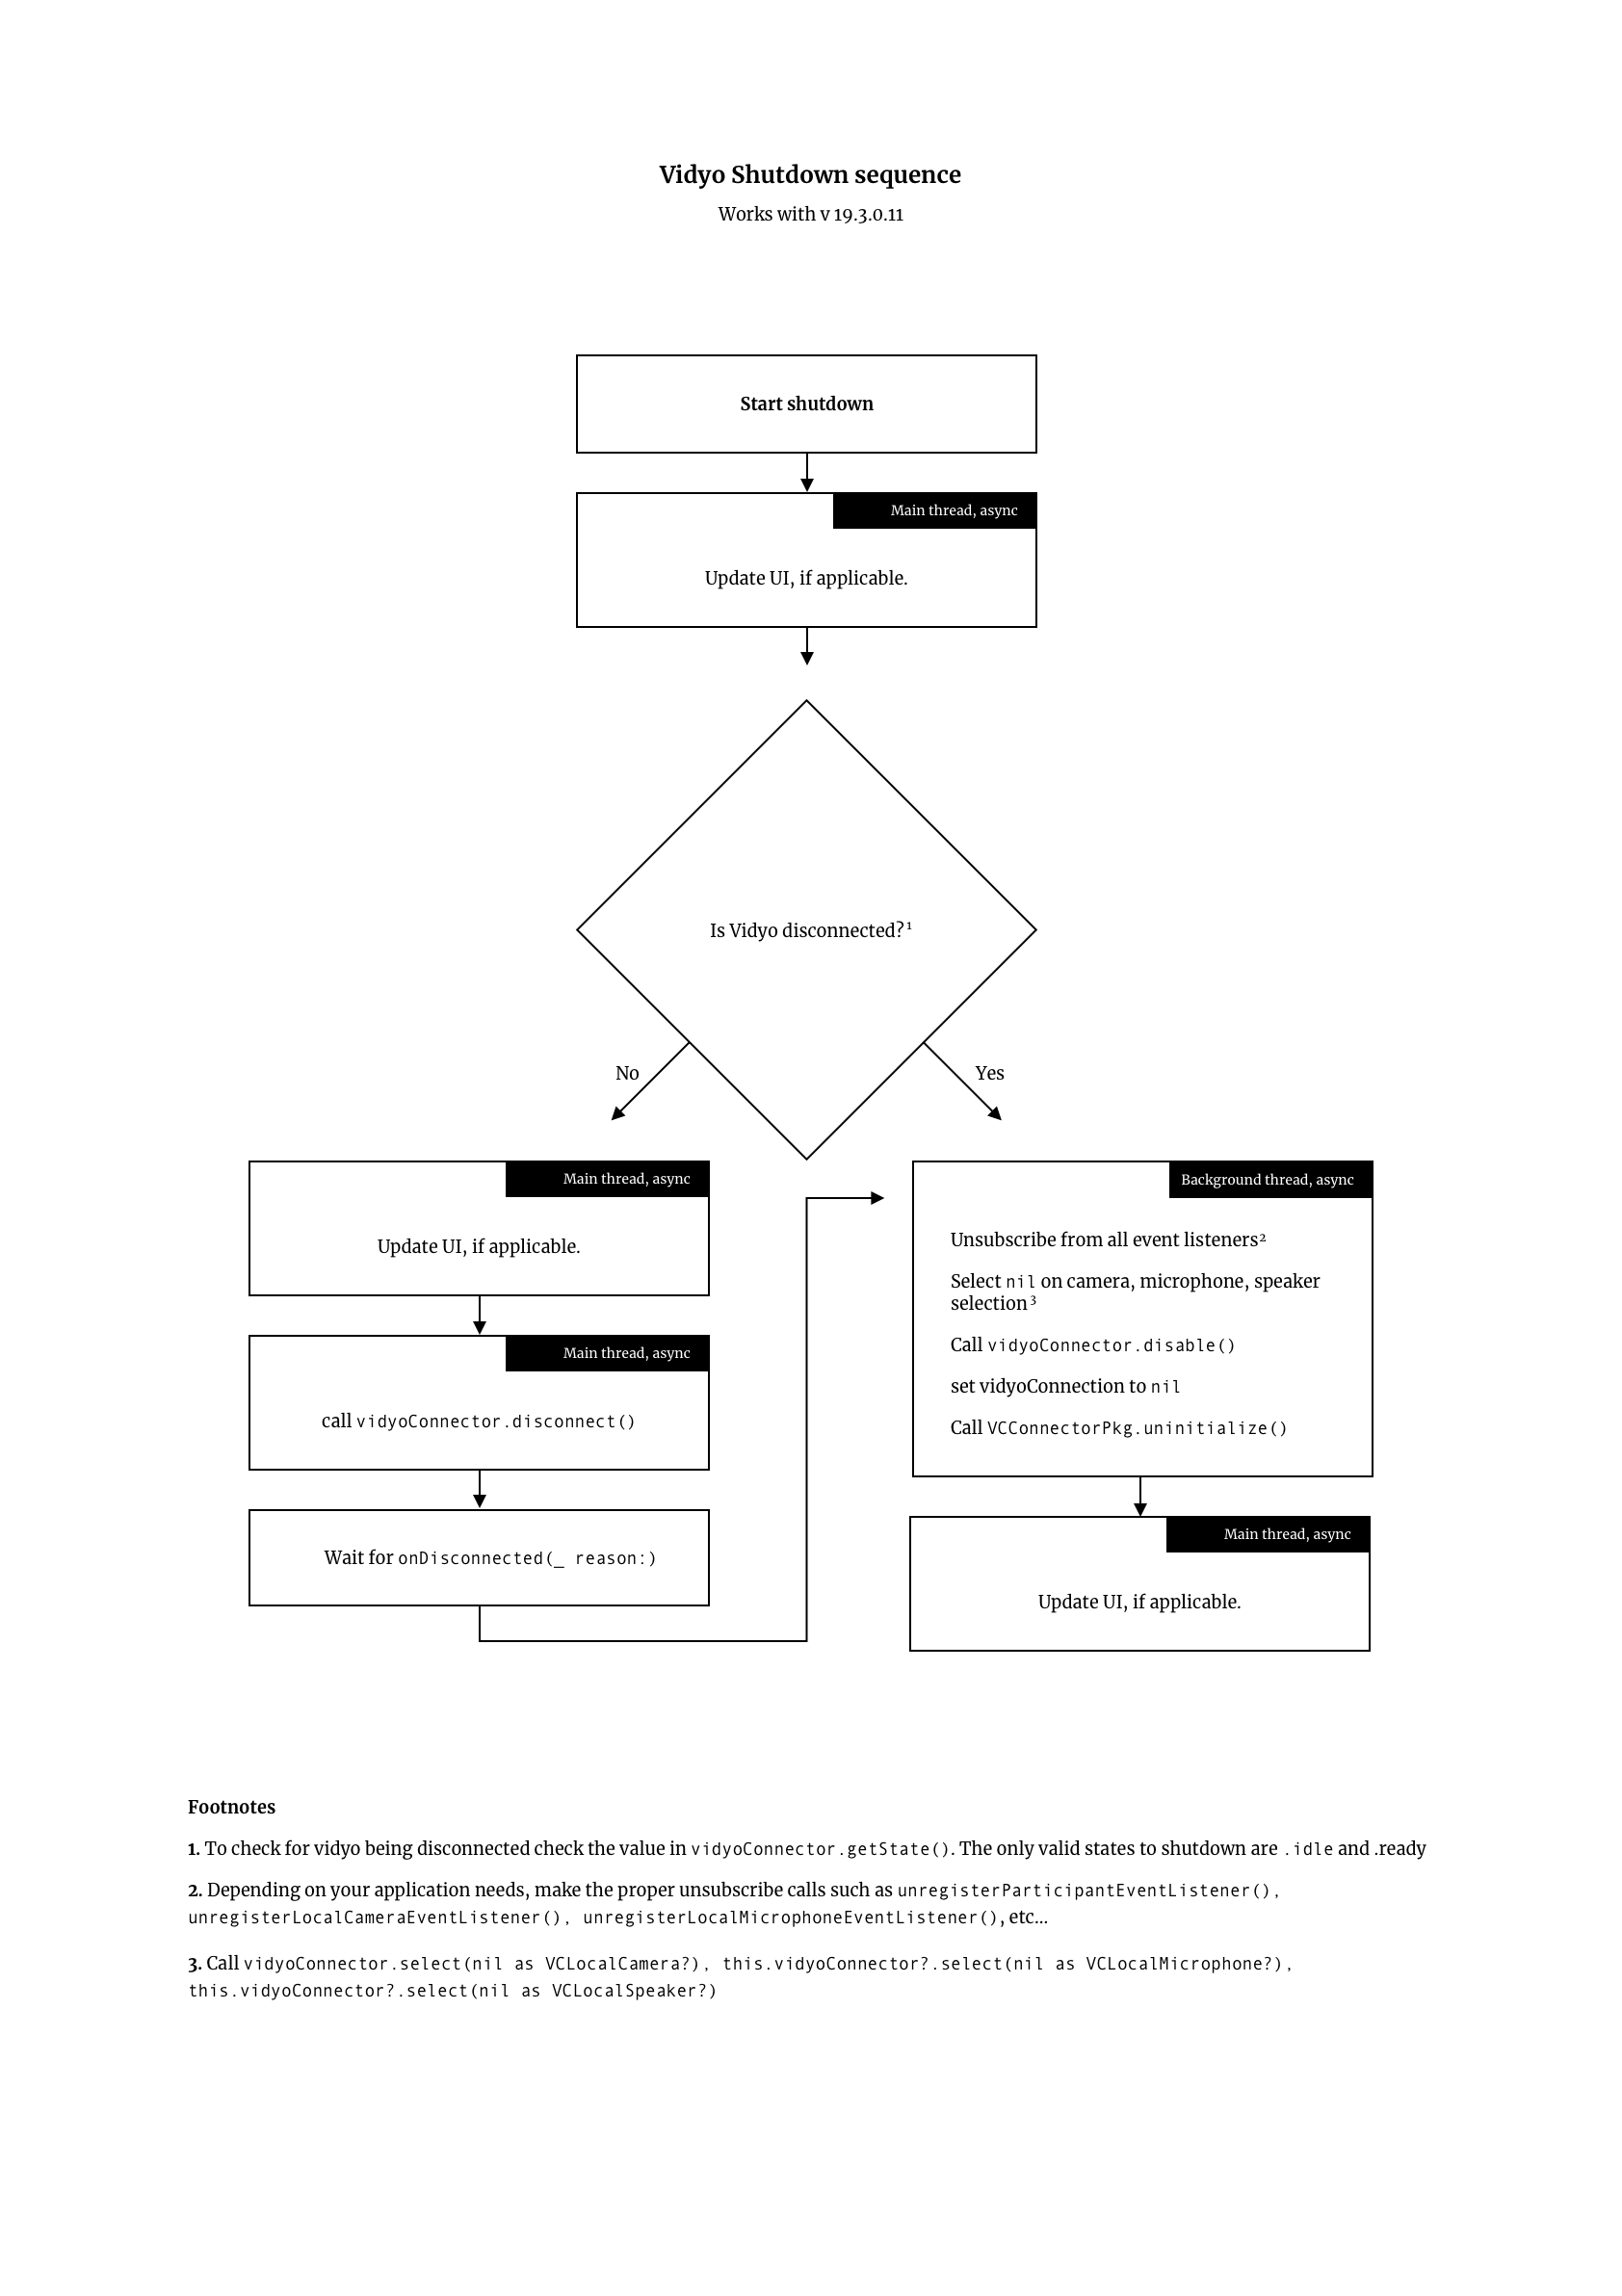 Vidyo Shutdown sequence
Works with v 19.3.0.11
Start shutdown
Main thread, async
Update UI, if applicable.
Is Vidyo disconnected?¹
No
Yes
Main thread, async
Update UI, if applicable.
Main thread, async
call vidyoConnector.disconnect()
Wait for onDisconnected(_ reason:)
Background thread, async
Unsubscribe from all event listeners²
Select nil on camera, microphone, speaker
selection³
Call vidyoConnector.disable()
set vidyoConnection to nil
Call VCConnectorPkg.uninitialize()
Main thread, async
Update UI, if applicable.
Footnotes
1. To check for vidyo being disconnected check the value in vidyoConnector.getState(). The only valid states to shutdown are .idle and .ready
2. Depending on your application needs, make the proper unsubscribe calls such as unregisterParticipantEventListener(),
unregisterLocalCameraEventListener(), unregisterLocalMicrophoneEventListener(), etc...
3. Call vidyoConnector.select(nil as VCLocalCamera?), this.vidyoConnector?.select(nil as VCLocalMicrophone?),
this.vidyoConnector?.select(nil as VCLocalSpeaker?)